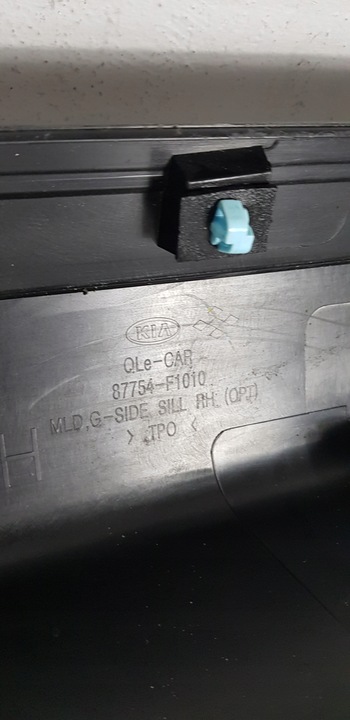 KIA
QLe-CAR
87754-F1010
MLD,G-SIDE SILL RH (OPT)
> TPO <
H